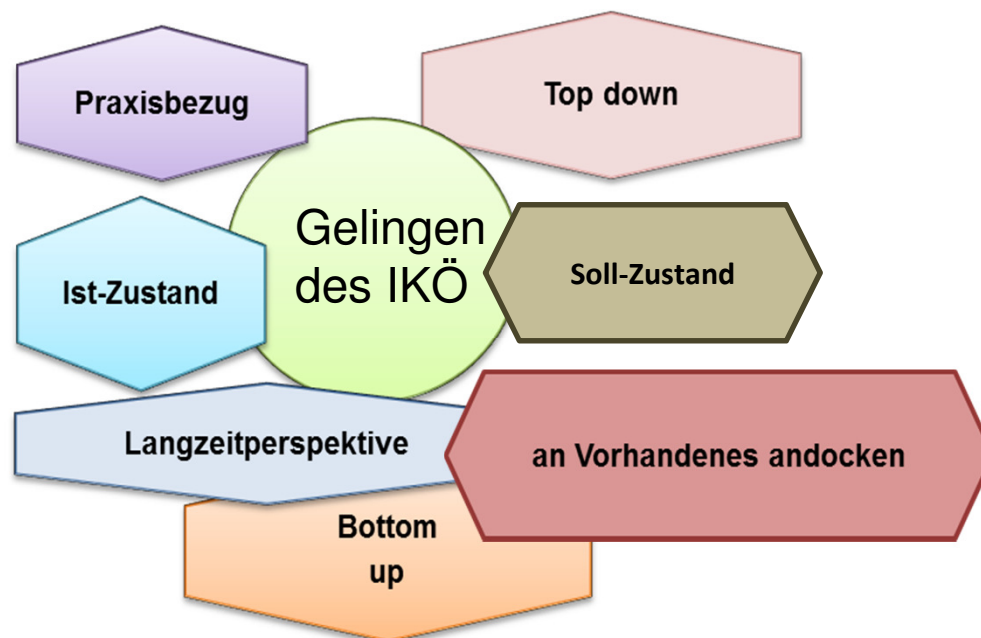 Praxisbezug
Top down
Gelingen
des IKÖ
Ist-Zustand
Soll-Zustand
Langzeitperspektive
an Vorhandenes andocken
Bottom
up